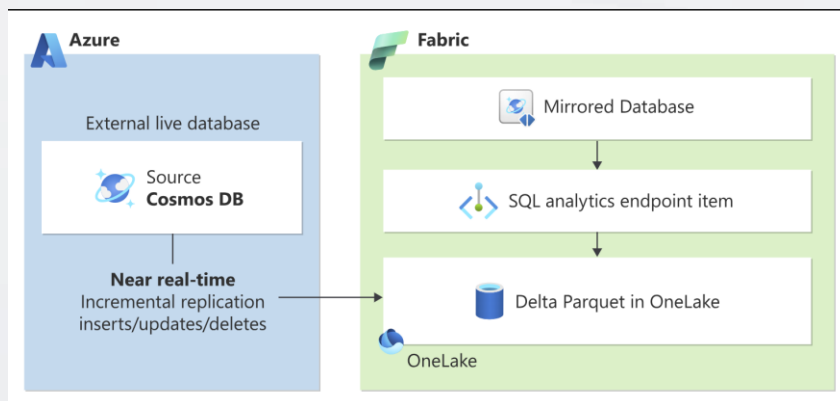 Azure
External live database
Source
Cosmos DB
Near real-time
Incremental replication
inserts/updates/deletes
Fabric
Mirrored Database
SQL analytics endpoint item
Delta Parquet in OneLake
OneLake